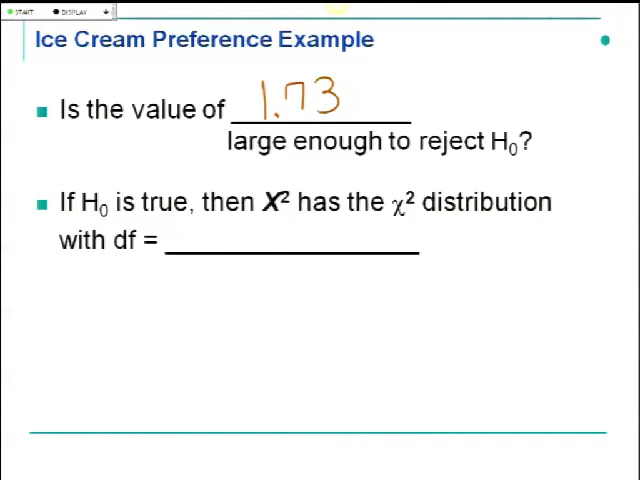 START DISPLAY
Ice Cream Preference Example
Is the value of 1.73
large enough to reject H₀?
If H₀ is true, then X² has the χ² distribution
with df = ____________